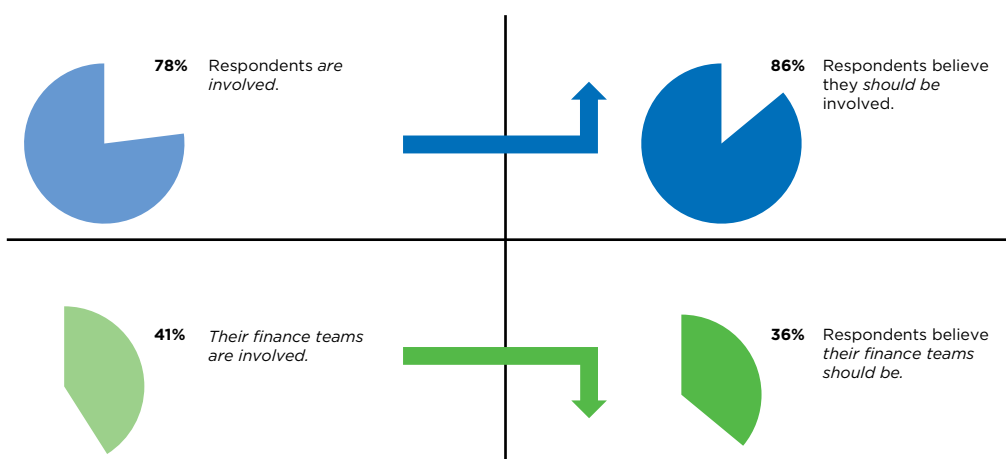 78% Respondents are
involved.
86% Respondents believe
they should be
involved.
41% Their finance teams
are involved.
36% Respondents believe
their finance teams
should be.